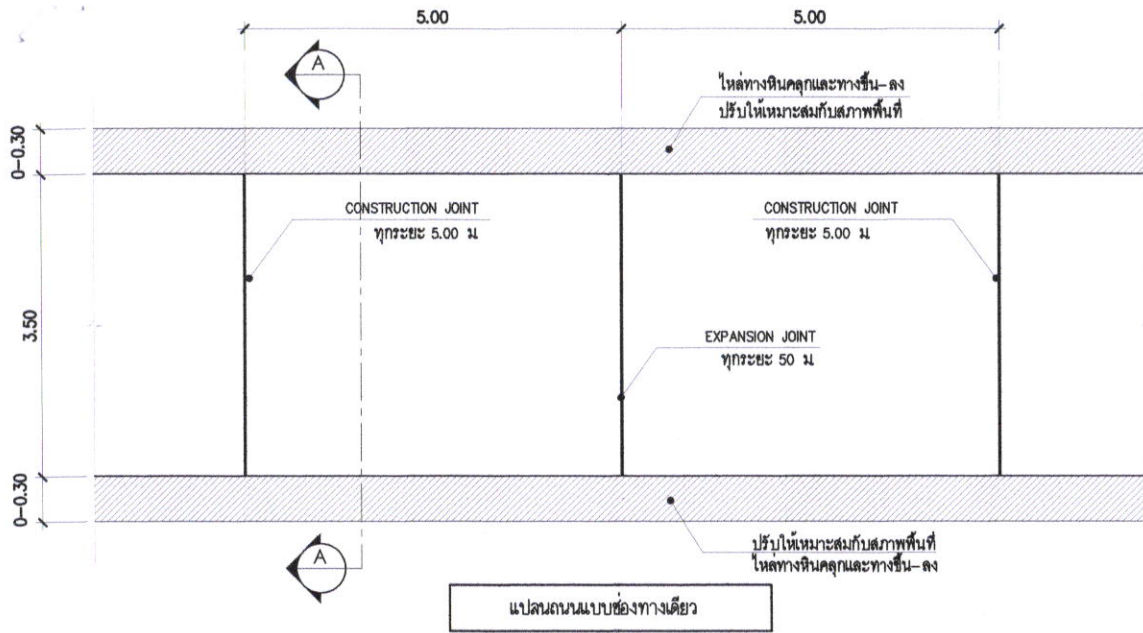 5.00
5.00
A
ไหล่ทางหินคลุกและทางขึ้น-ลง
ปรับให้เหมาะสมกับสภาพพื้นที่
0-0.30
CONSTRUCTION JOINT
ทุกระยะ 5.00 ม.
CONSTRUCTION JOINT
ทุกระยะ 5.00 ม.
3.50
EXPANSION JOINT
ทุกระยะ 50 ม.
0-0.30
ปรับให้เหมาะสมกับสภาพพื้นที่
ไหล่ทางหินคลุกและทางขึ้น-ลง
A
แปลนถนนแบบช่องทางเดียว